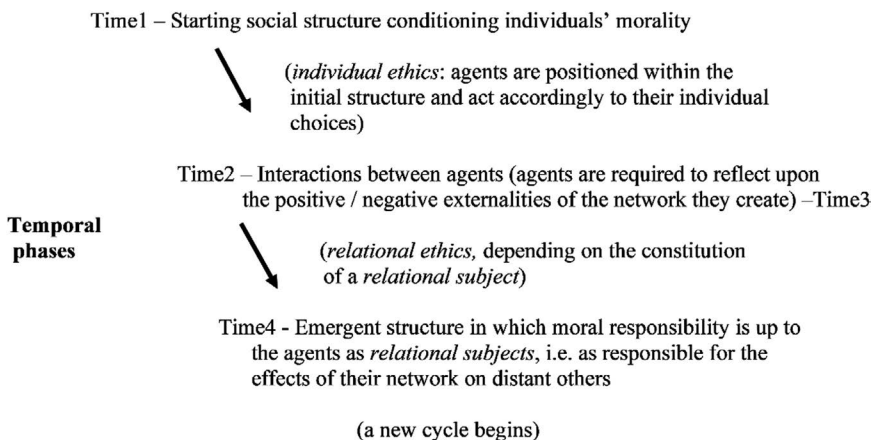 Time1 – Starting social structure conditioning individuals’ morality
(individual ethics: agents are positioned within the
initial structure and act accordingly to their individual
choices)
Time2 – Interactions between agents (agents are required to reflect upon
the positive / negative externalities of the network they create) –Time3
Temporal
phases
(relational ethics, depending on the constitution
of a relational subject)
Time4 - Emergent structure in which moral responsibility is up to
the agents as relational subjects, i.e. as responsible for the
effects of their network on distant others
(a new cycle begins)